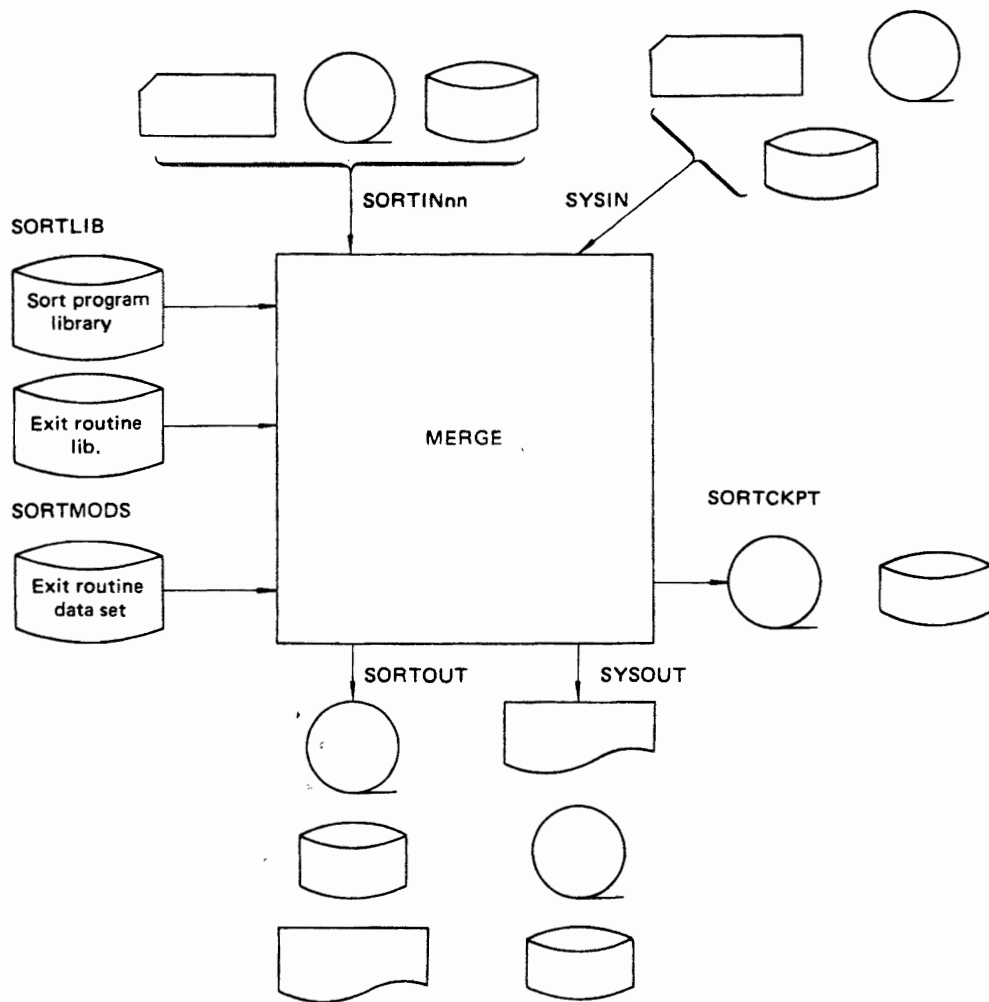 SORTINnn
SYSIN
SORTLIB
Sort program
library
Exit routine
lib.
MERGE
SORTMODS
SORTCKPT
Exit routine
data set
SORTOUT
SYSOUT